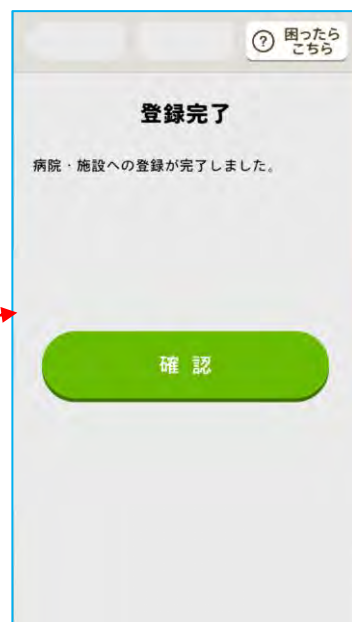 ? 困ったら
こちら
登録完了
病院・施設への登録が完了しました。
確認